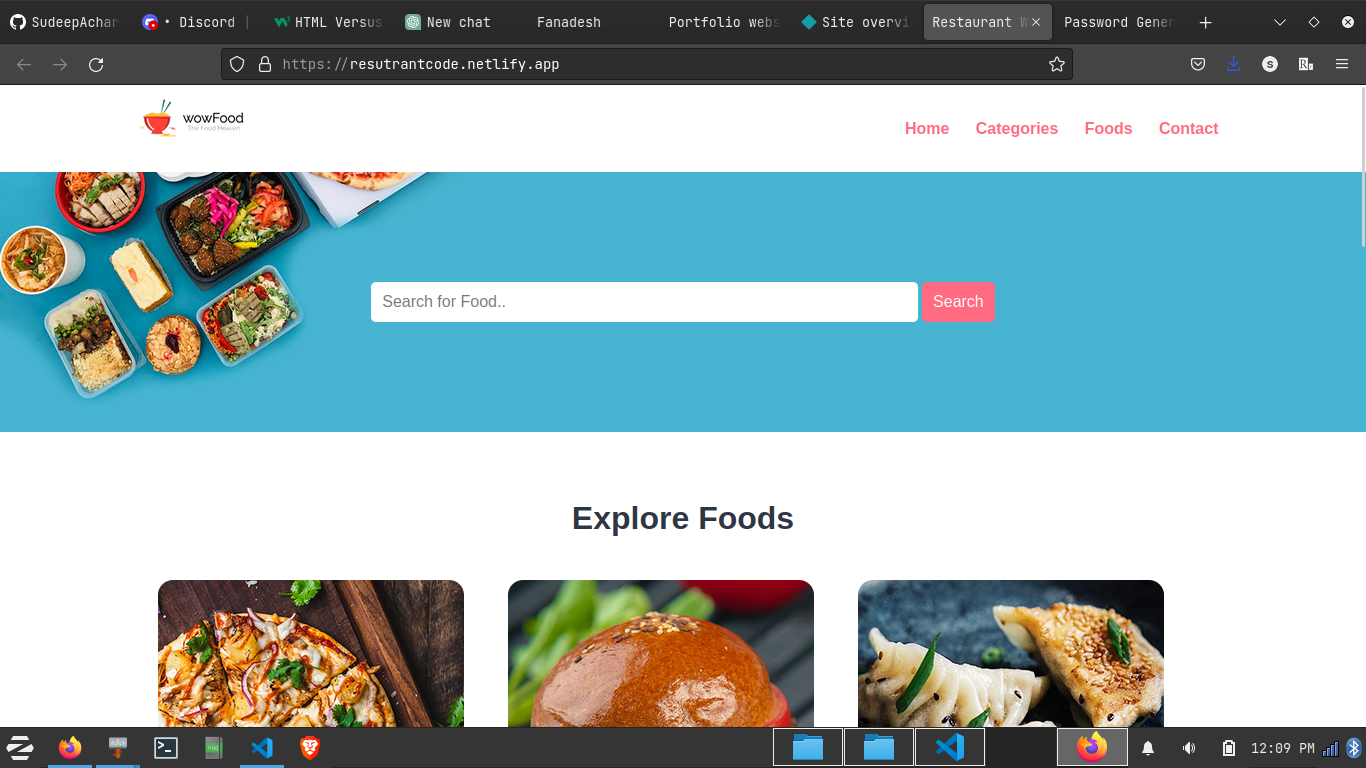 SudeepAchar
• Discord |
HTML Versus
New chat
Fanadesh
Portfolio webs
Site overvi
Restaurant W
Password Gener
https://resutrantcode.netlify.app
S
wowFood
The Food Heaven
Home
Categories
Foods
Contact
Search for Food..
Search
Explore Foods
12:09 PM